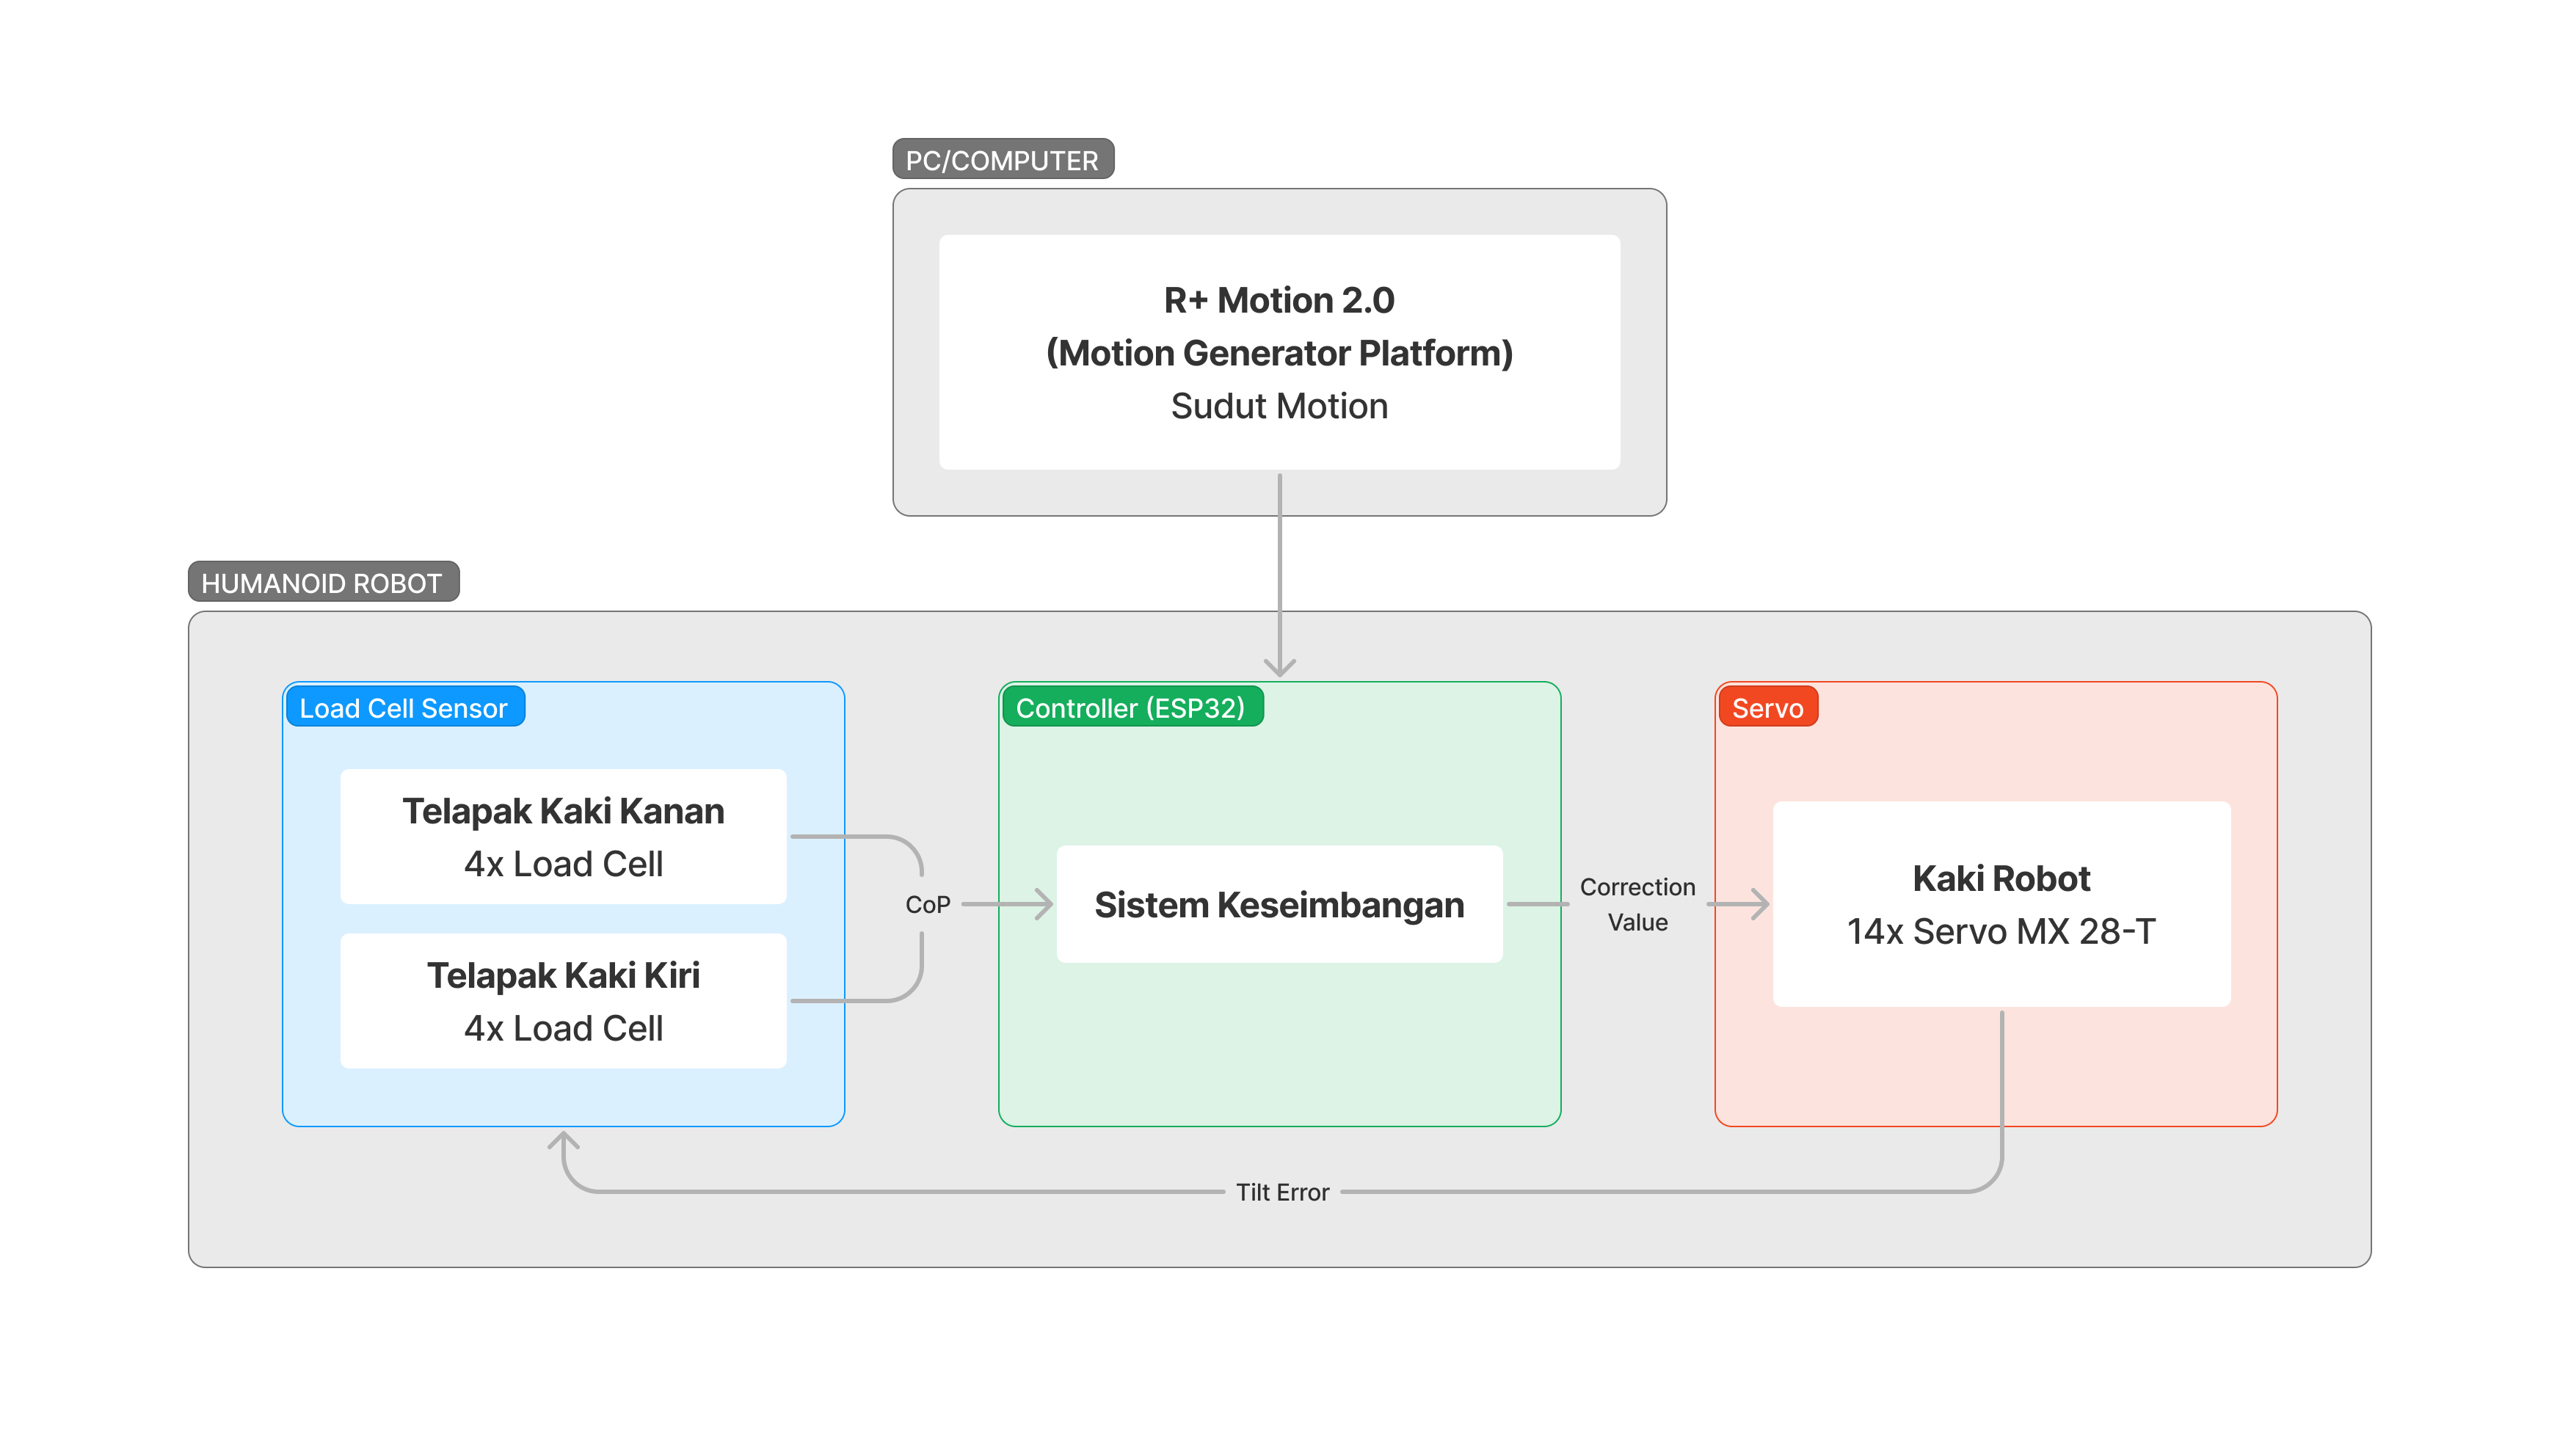 PC/COMPUTER
R+ Motion 2.0
(Motion Generator Platform)
Sudut Motion
HUMANOID ROBOT
Load Cell Sensor
Telapak Kaki Kanan
4x Load Cell
Telapak Kaki Kiri
4x Load Cell
CoP
Controller (ESP32)
Sistem Keseimbangan
Correction
Value
Servo
Kaki Robot
14x Servo MX 28-T
Tilt Error